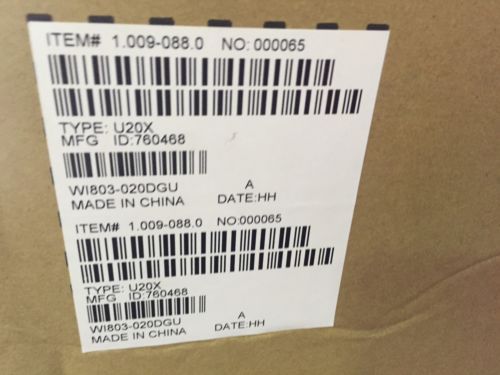 ITEM# 1.009-088.0 NO: 000065
TYPE: U20X
MFG ID:760468
WI803-020DGU A
MADE IN CHINA DATE:HH
ITEM# 1.009-088.0 NO:000065
TYPE: U20X
MFG ID:760468
WI803-020DGU A
MADE IN CHINA DATE:HH